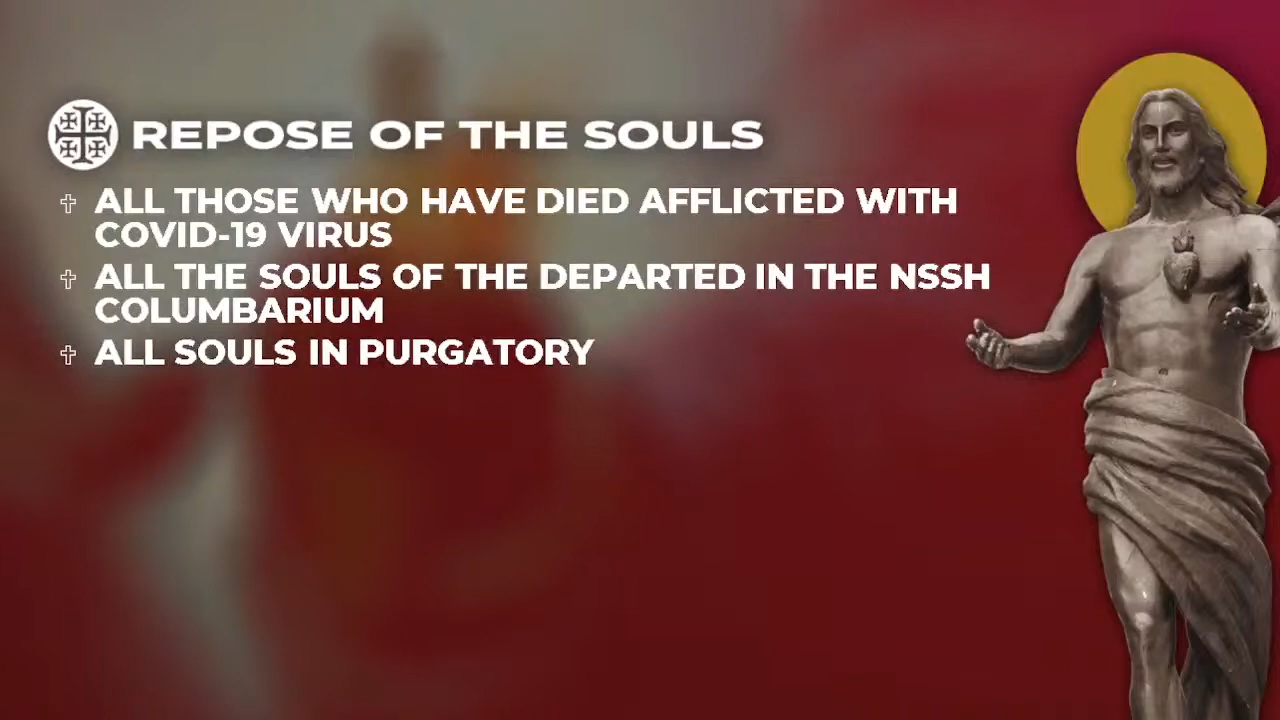 REPOSE OF THE SOULS
ALL THOSE WHO HAVE DIED AFFLICTED WITH
COVID-19 VIRUS
ALL THE SOULS OF THE DEPARTED IN THE NSSH
COLUMBARIUM
ALL SOULS IN PURGATORY